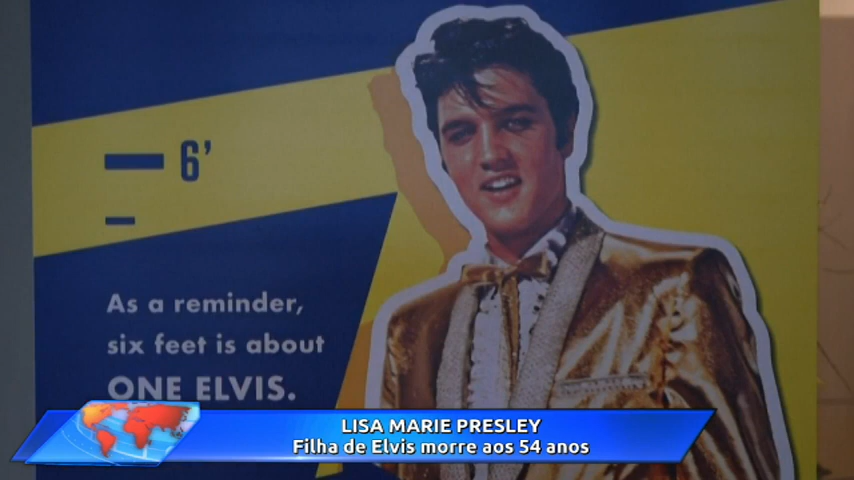 6'
As a reminder,
six feet is about
ONE ELVIS.
LISA MARIE PRESLEY
Filha de Elvis morre aos 54 anos